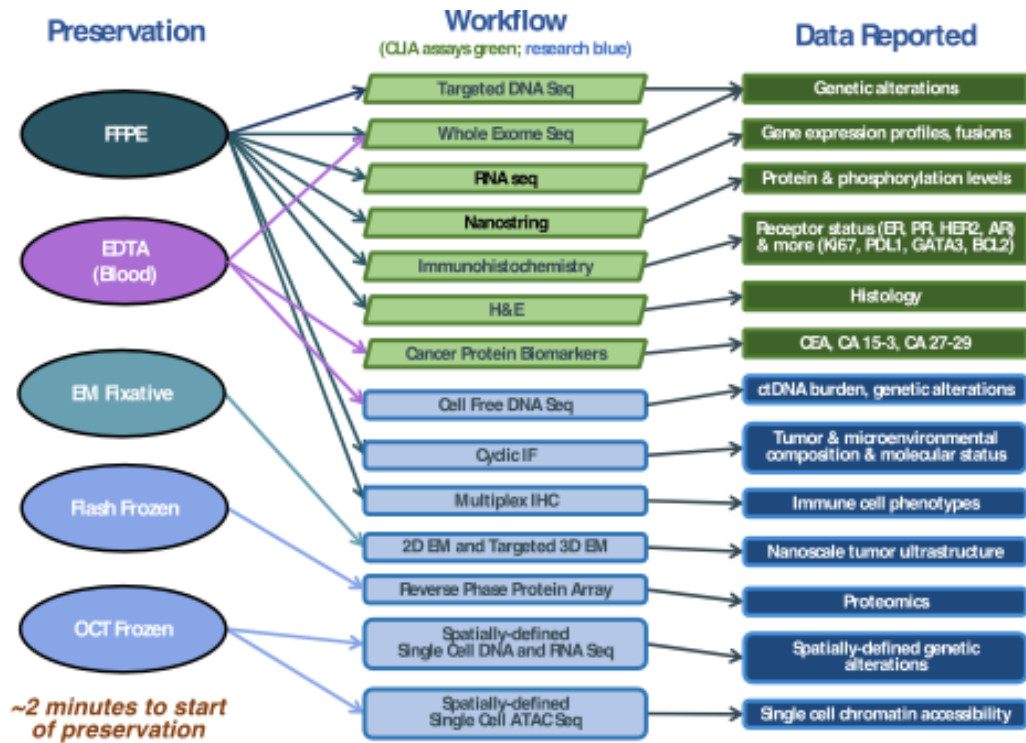 Preservation
FFPE
EDTA
(Blood)
EM Fixative
Flash Frozen
OCT Frozen
~2 minutes to start
of preservation
Workflow
(CLIA assays green; research blue)
Targeted DNA Seq
Whole Exome Seq
RNA seq
Nanostring
Immunohistochemistry
H&E
Cancer Protein Biomarkers
Cell Free DNA Seq
Cyclic IF
Multiplex IHC
2D EM and Targeted 3D EM
Reverse Phase Protein Array
Spatially-defined
Single Cell DNA and RNA Seq
Spatially-defined
Single Cell ATAC Seq
Data Reported
Genetic alterations
Gene expression profiles, fusions
Protein & phosphorylation levels
Receptor status (ER, PR, HER2, AR)
& more (Ki67, PDL1, GATA3, BCL2)
Histology
CEA, CA 15-3, CA 27-29
ctDNA burden, genetic alterations
Tumor & microenvironmental
composition & molecular status
Immune cell phenotypes
Nanoscale tumor ultrastructure
Proteomics
Spatially-defined genetic
alterations
Single cell chromatin accessibility